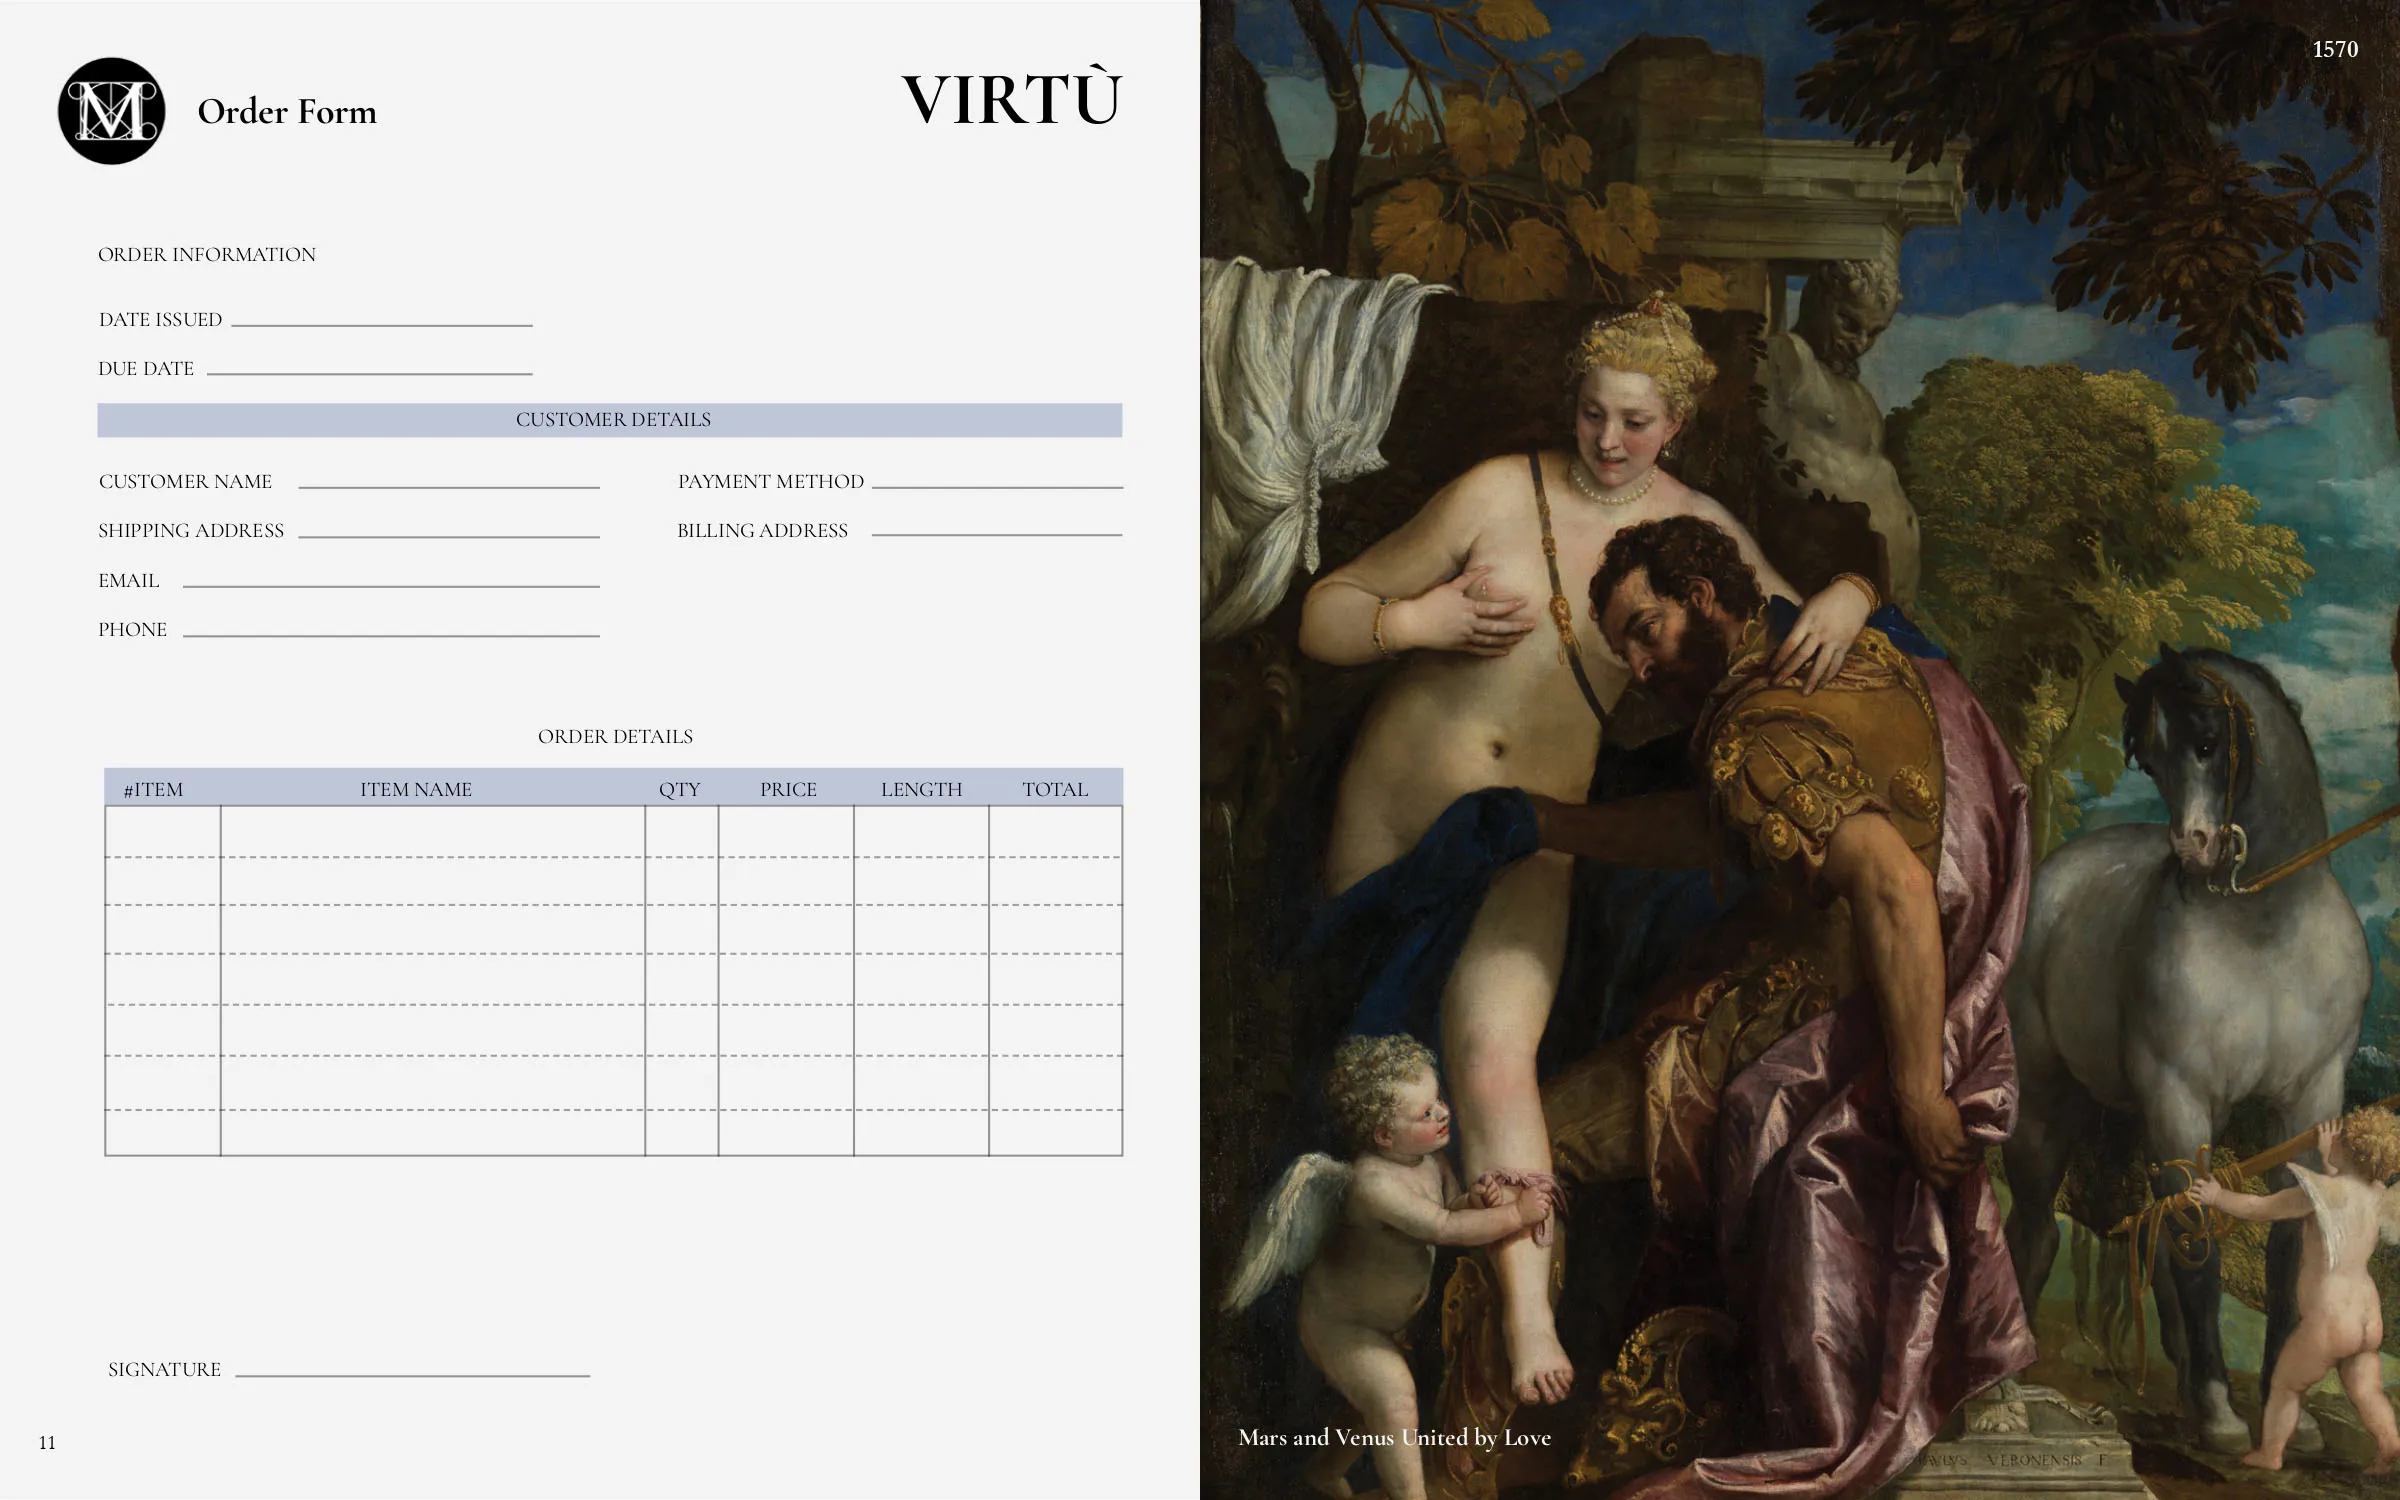 M
Order Form
VIRTÙ
ORDER INFORMATION
DATE ISSUED
DUE DATE
CUSTOMER DETAILS
CUSTOMER NAME
PAYMENT METHOD
SHIPPING ADDRESS
BILLING ADDRESS
EMAIL
PHONE
ORDER DETAILS
#ITEM ITEM NAME QTY PRICE LENGTH TOTAL
SIGNATURE
11
1570
Mars and Venus United by Love
PAVLVS VERONENSIS F